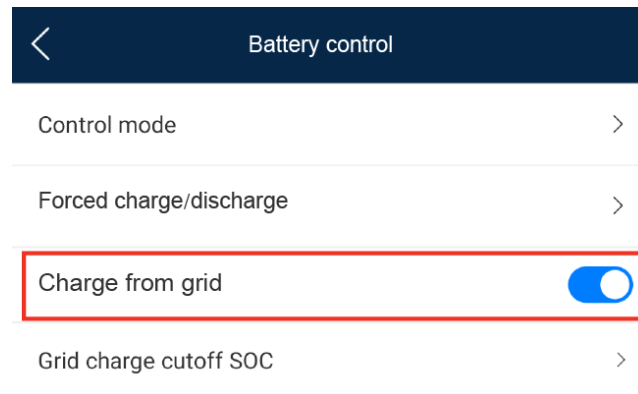 Battery control
Control mode
Forced charge/discharge
Charge from grid
Grid charge cutoff SOC